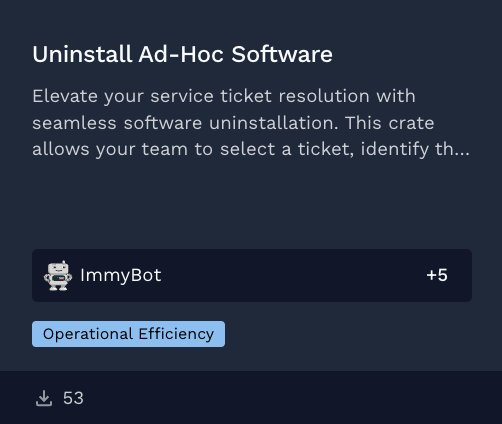 Uninstall Ad-Hoc Software
Elevate your service ticket resolution with
seamless software uninstallation. This crate
allows your team to select a ticket, identify th...
ImmyBot
+5
Operational Efficiency
53